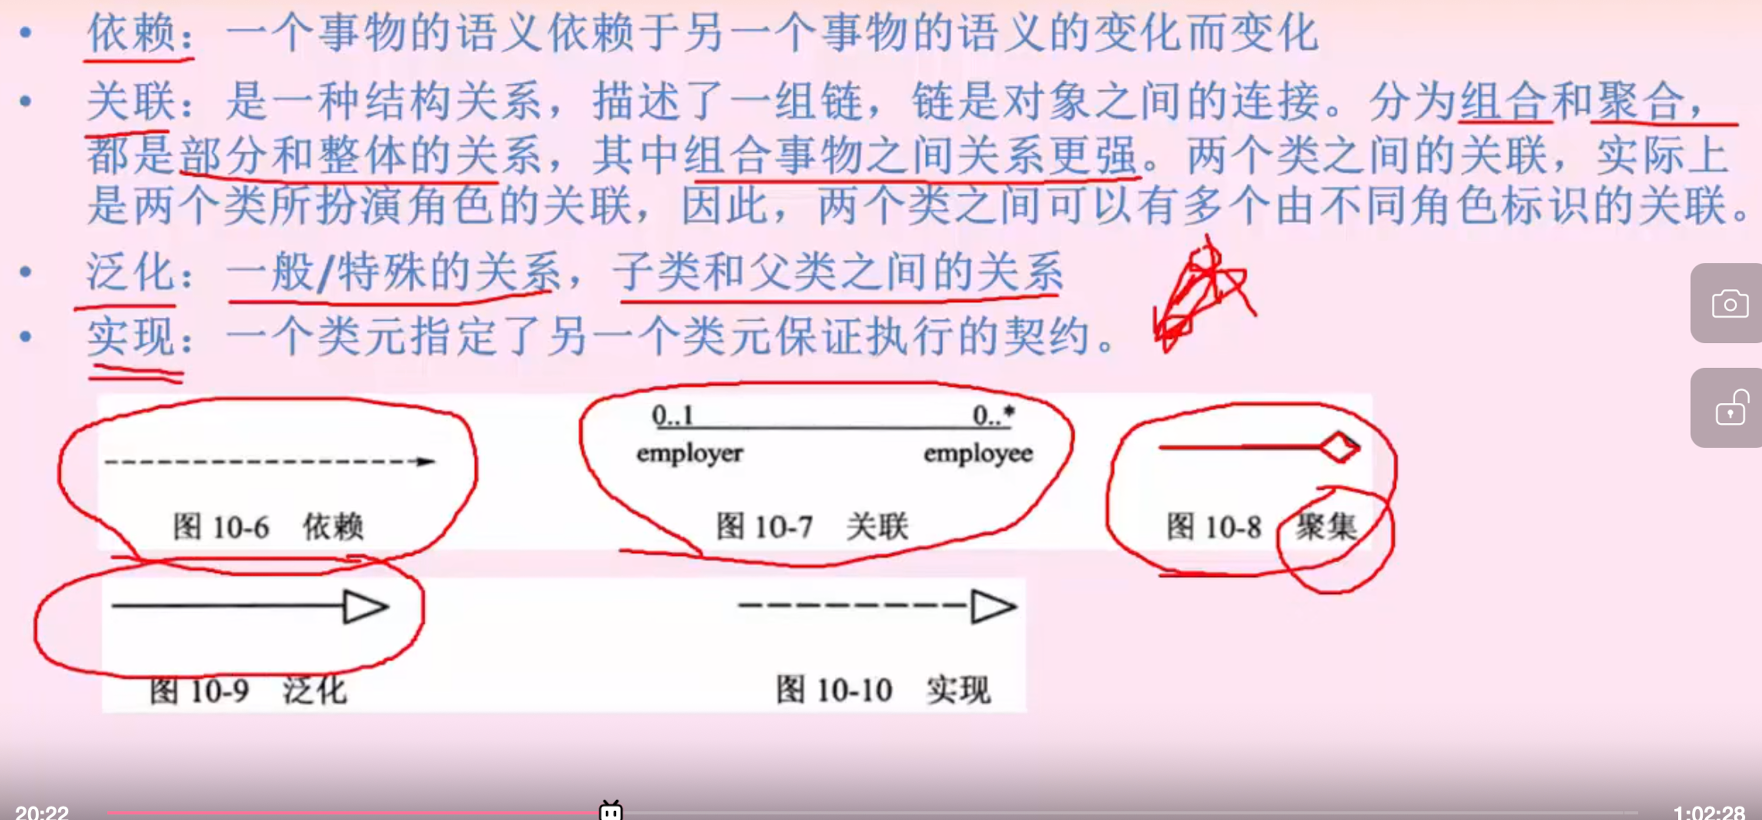 • 依赖：一个事物的语义依赖于另一个事物的语义的变化而变化
• 关联：是一种结构关系，描述了一组链，链是对象之间的连接。分为组合和聚合，
都是部分和整体的关系，其中组合事物之间关系更强。两个类之间的关联，实际上
是两个类所扮演角色的关联，因此，两个类之间可以有多个由不同角色标识的关联。
• 泛化：一般/特殊的关系，子类和父类之间的关系
• 实现：一个类元指定了另一个类元保证执行的契约。
0..1 0..*
employer employee
图 10-6 依赖 图 10-7 关联 图 10-8 聚集
图 10-9 泛化 图 10-10 实现
20:22 1:02:28